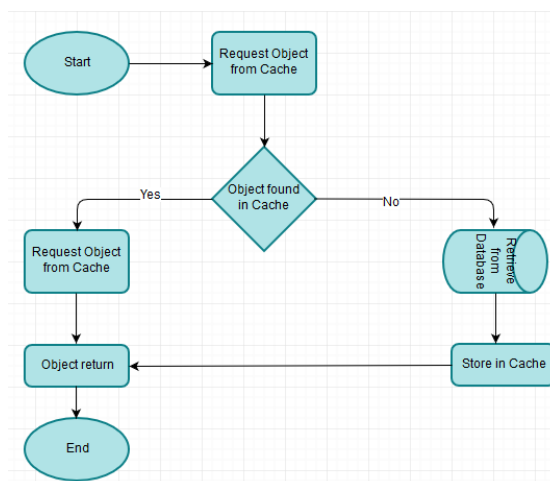 Start
Request Object
from Cache
Object found
in Cache
Yes
No
Request Object
from Cache
Retrieve
from
Database
Object return
Store in Cache
End